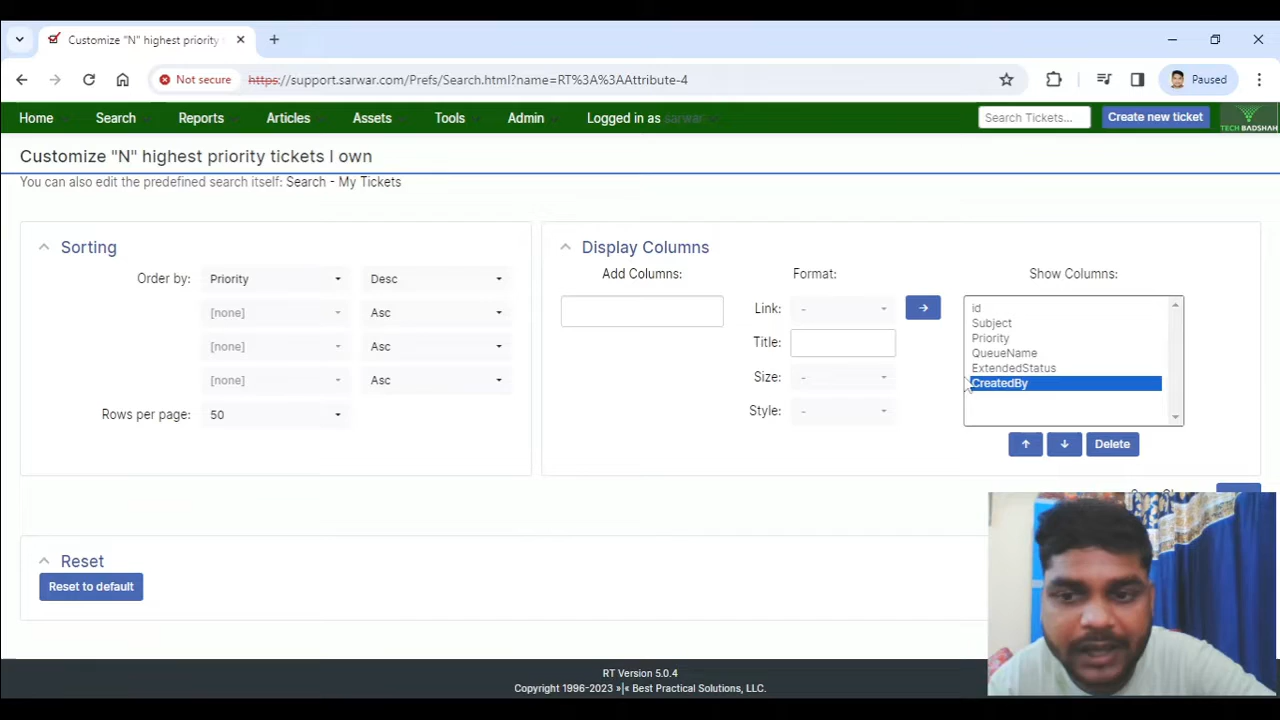 Customize "N" highest priority
Not secure
https://support.sarwar.com/Prefs/Search.html?name=RT%3A%3AAttribute-4
Paused
Home
Search
Reports
Articles
Assets
Tools
Admin
Logged in as sarwar
Search Tickets...
Create new ticket
TECH BADSHAH
Customize "N" highest priority tickets I own
You can also edit the predefined search itself: Search - My Tickets
Sorting
Order by:
Priority
Desc
[none]
Asc
[none]
Asc
[none]
Asc
Rows per page:
50
Display Columns
Add Columns:
Format:
Show Columns:
Link:
-
Title:
Size:
-
Style:
-
id
Subject
Priority
QueueName
ExtendedStatus
CreatedBy
Delete
Reset
Reset to default
RT Version 5.0.4
Copyright 1996-2023 »|« Best Practical Solutions, LLC.